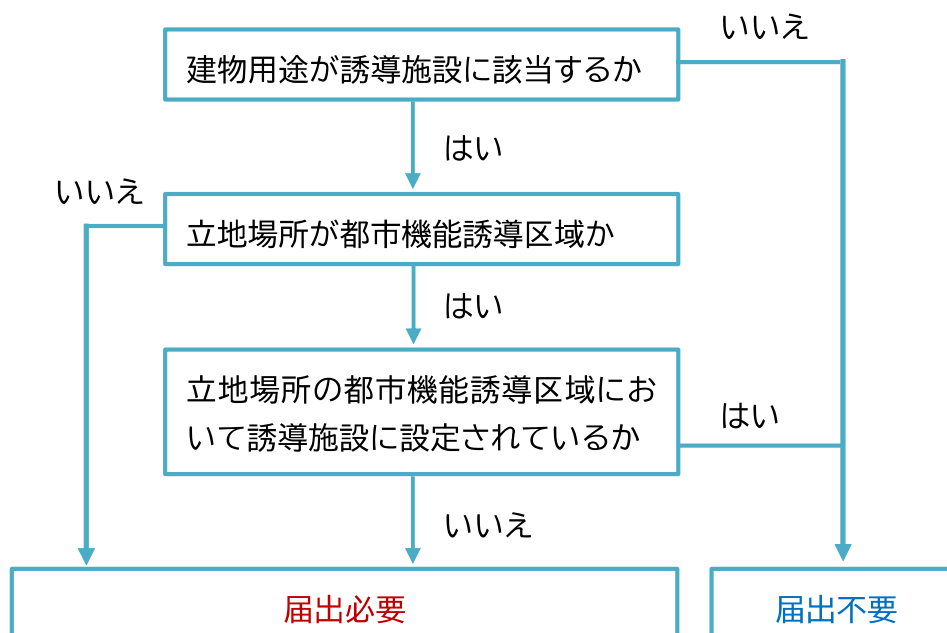 いいえ
建物用途が誘導施設に該当するか
はい
いいえ
立地場所が都市機能誘導区域か
はい
立地場所の都市機能誘導区域にお
いて誘導施設に設定されているか
はい
いいえ
届出必要
届出不要